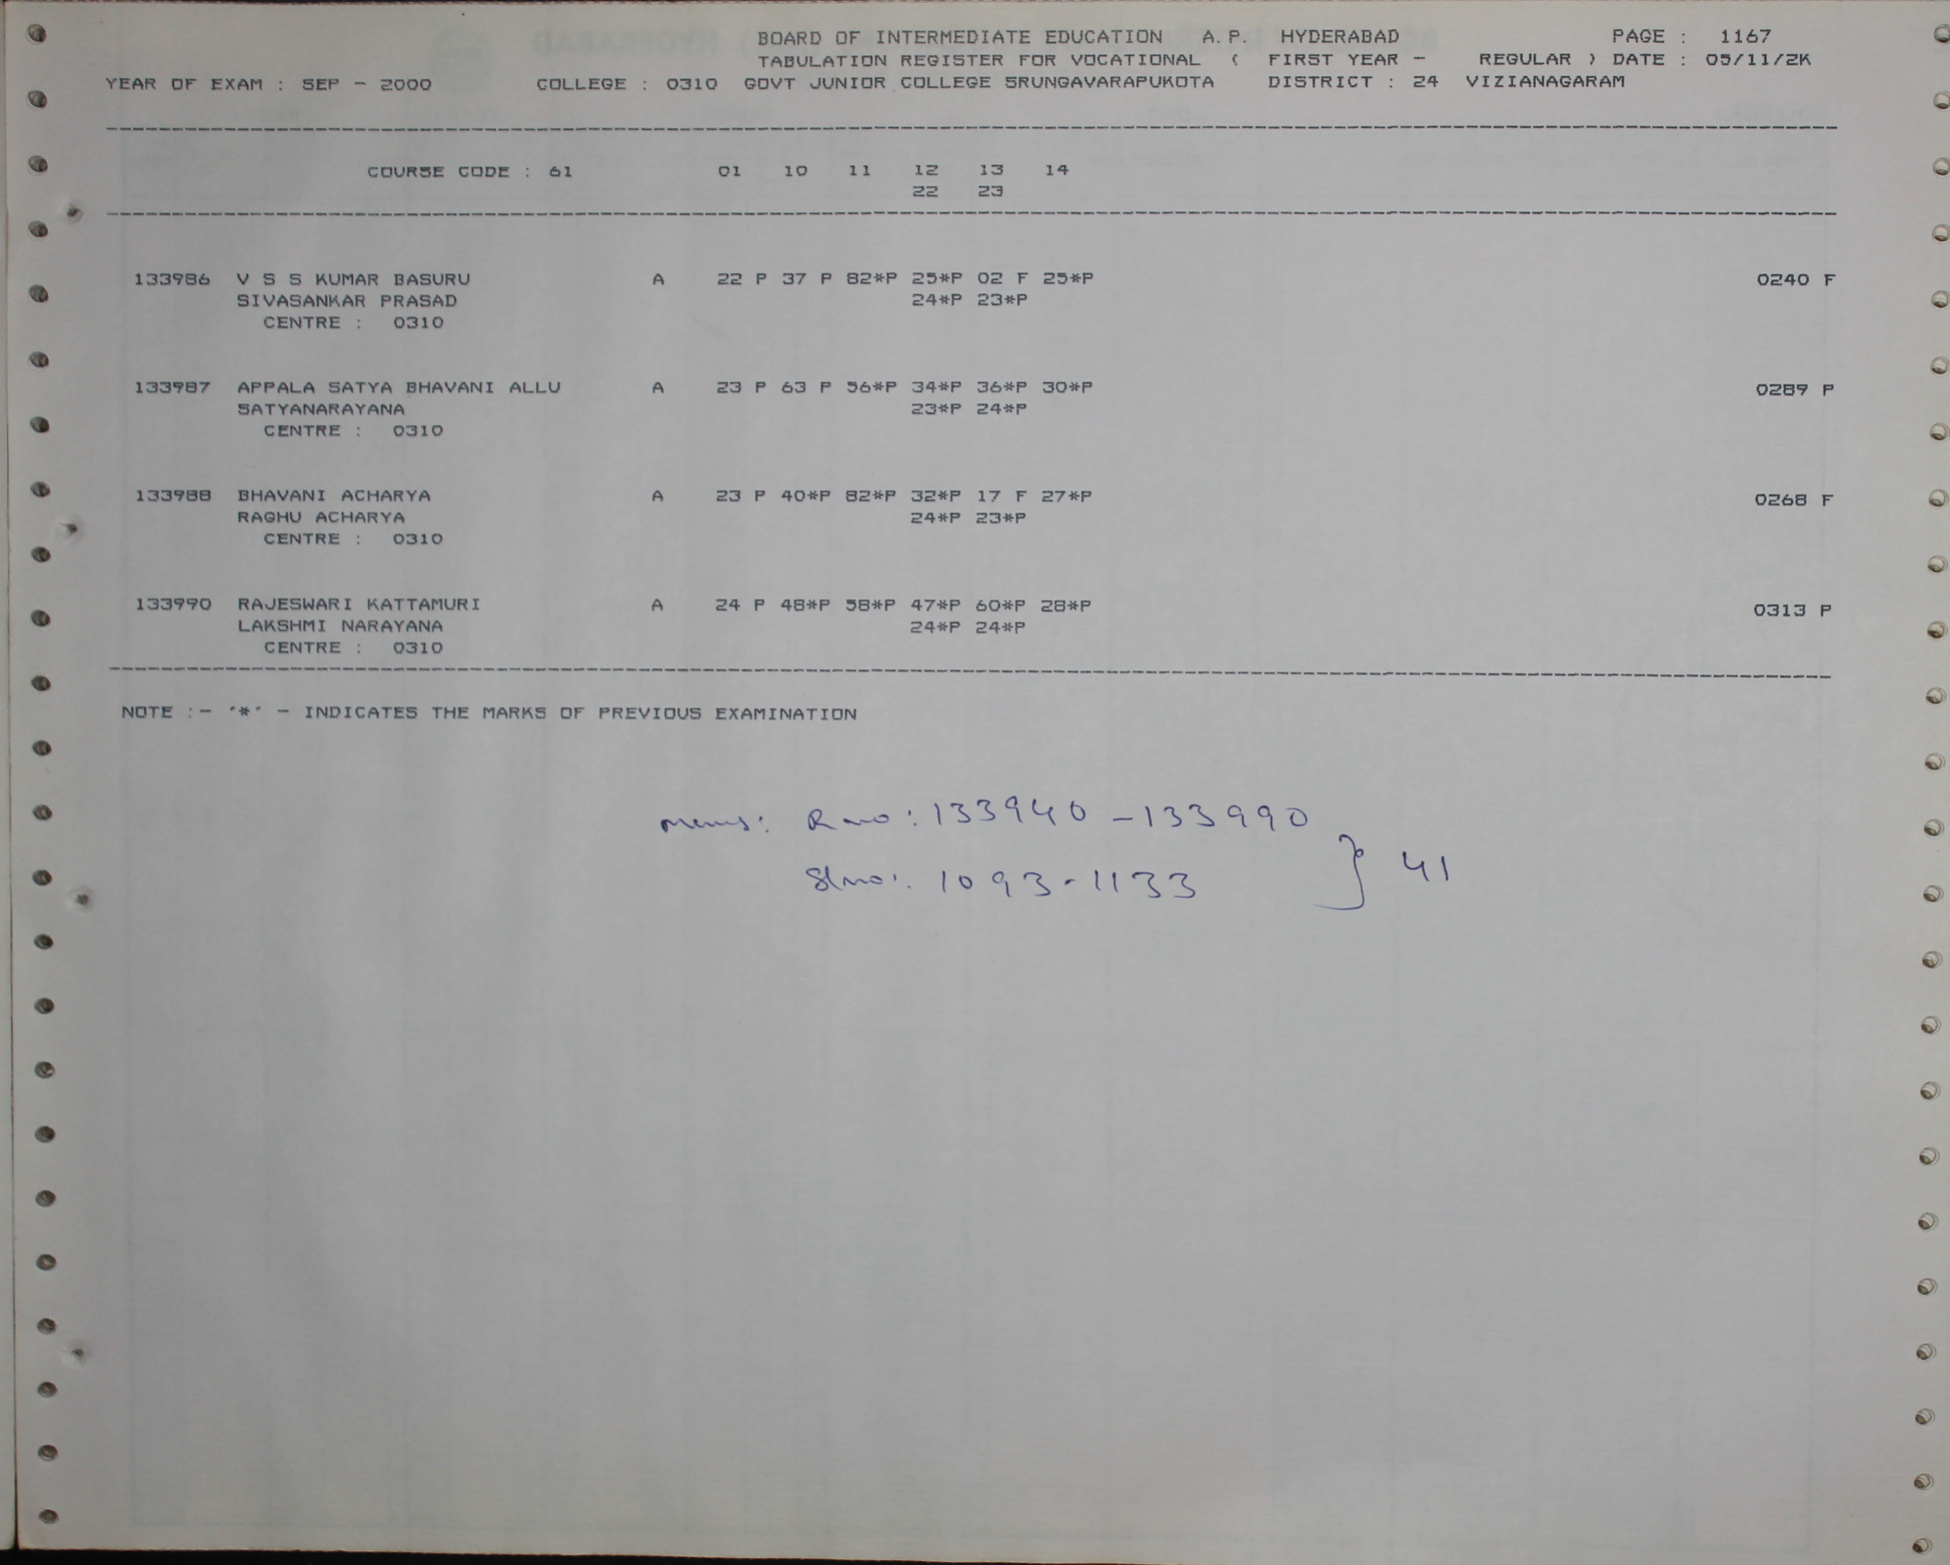 BOARD OF INTERMEDIATE EDUCATION A.P. HYDERABAD PAGE : 1167
TABULATION REGISTER FOR VOCATIONAL ( FIRST YEAR - REGULAR ) DATE : 05/11/2K
YEAR OF EXAM : SEP - 2000 COLLEGE : 0310 GOVT JUNIOR COLLEGE SRUNGAVARAPUKOTA DISTRICT : 24 VIZIANAGARAM
COURSE CODE : 61 01 10 11 12 13 14
22 23
133986 V S S KUMAR BASURU A 22 P 37 P 82*P 25*P 02 F 25*P 0240 F
SIVASANKAR PRASAD 24*P 23*P
CENTRE : 0310
133987 APPALA SATYA BHAVANI ALLU A 23 P 63 P 56*P 34*P 36*P 30*P 0289 P
SATYANARAYANA 23*P 24*P
CENTRE : 0310
133988 BHAVANI ACHARYA A 23 P 40*P 82*P 32*P 17 F 27*P 0268 F
RAGHU ACHARYA 24*P 23*P
CENTRE : 0310
133990 RAJESWARI KATTAMURI A 24 P 48*P 58*P 47*P 60*P 28*P 0313 P
LAKSHMI NARAYANA 24*P 24*P
CENTRE : 0310
NOTE :- '*' - INDICATES THE MARKS OF PREVIOUS EXAMINATION
R no : 133940 - 133990
Sl no : 1093 - 1133 } 41